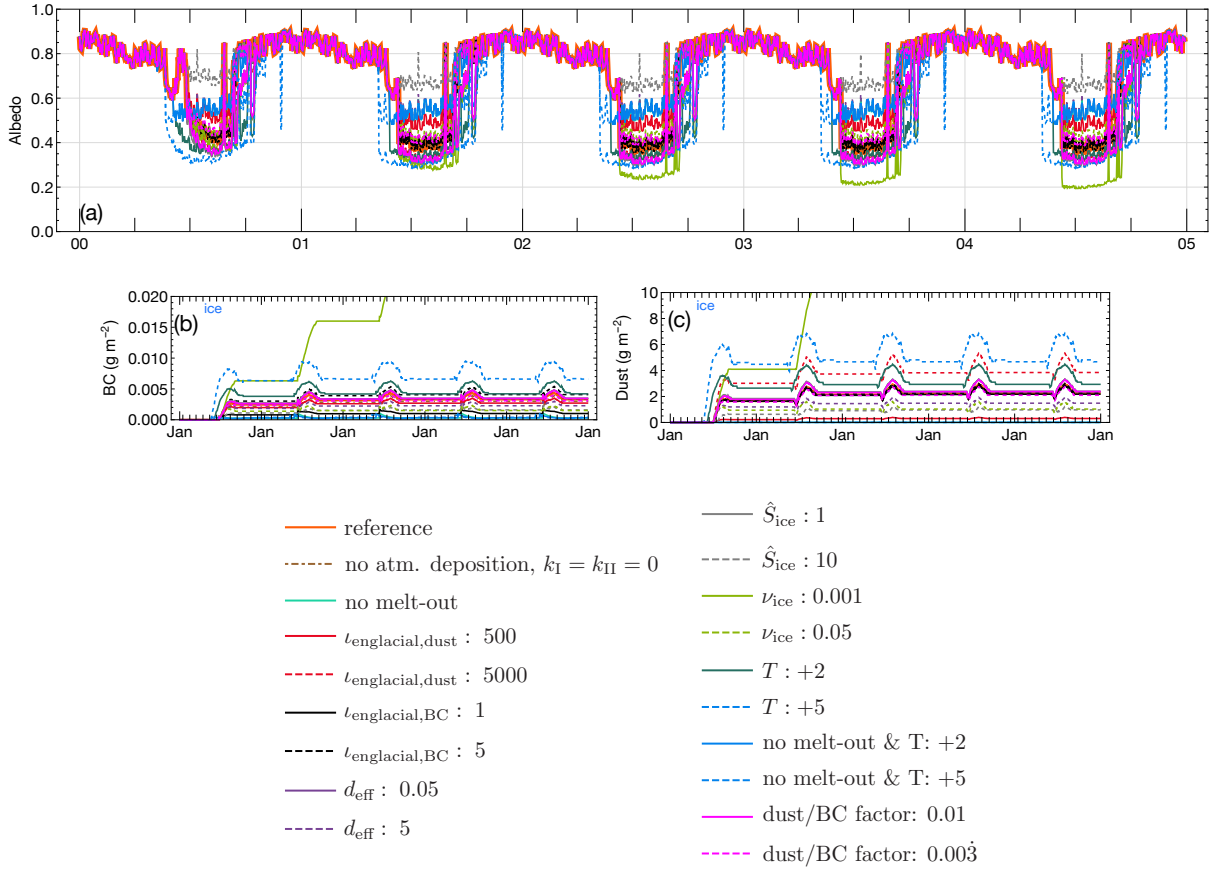 1.0
0.8
0.6
0.4
0.2
0.0
Albedo
(a)
00 01 02 03 04 05
0.020
0.015
0.010
0.005
0.000
BC (g m⁻²)
(b)
ice
Jan Jan Jan Jan Jan Jan
10
8
6
4
2
0
Dust (g m⁻²)
(c)
ice
Jan Jan Jan Jan Jan Jan
reference
no atm. deposition, k_I = k_II = 0
no melt-out
ι_englacial,dust : 500
ι_englacial,dust : 5000
ι_englacial,BC : 1
ι_englacial,BC : 5
d_eff : 0.05
d_eff : 5
Ŝ_ice : 1
Ŝ_ice : 10
ν_ice : 0.001
ν_ice : 0.05
T : +2
T : +5
no melt-out & T: +2
no melt-out & T: +5
dust/BC factor: 0.01
dust/BC factor: 0.003̇